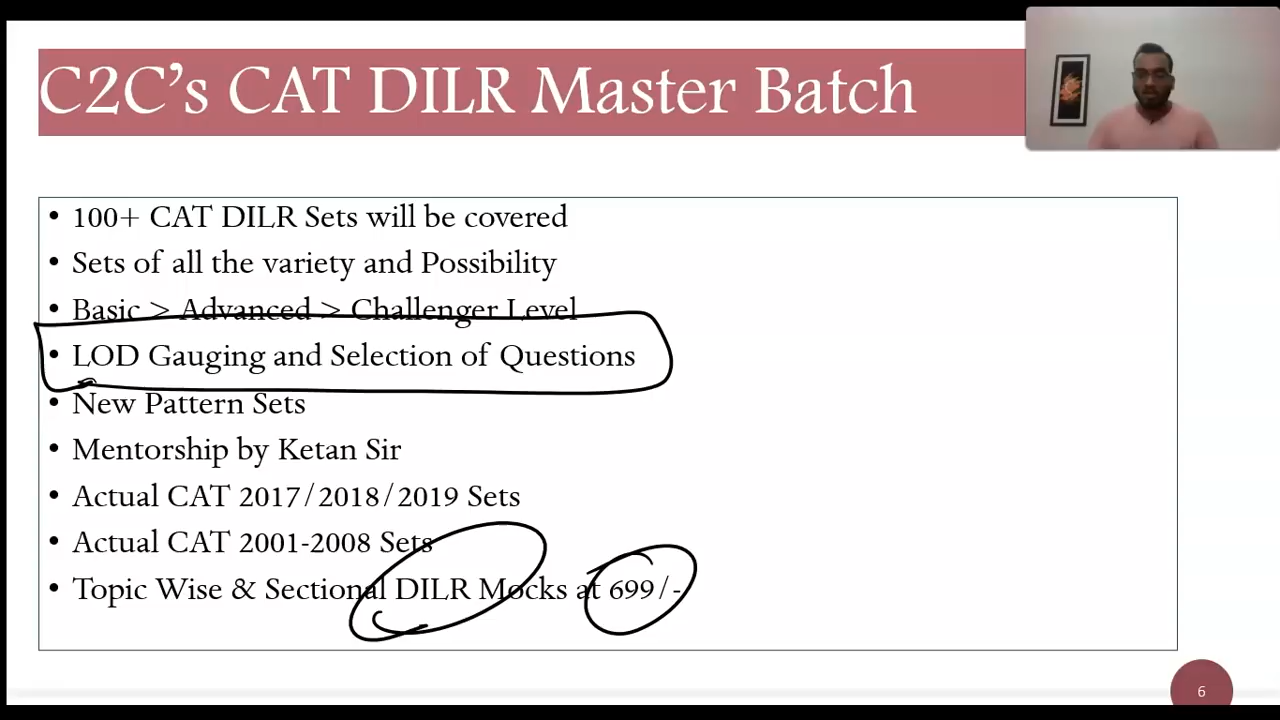 C2C's CAT DILR Master Batch
• 100+ CAT DILR Sets will be covered
• Sets of all the variety and Possibility
• Basic > Advanced > Challenger Level
• LOD Gauging and Selection of Questions
• New Pattern Sets
• Mentorship by Ketan Sir
• Actual CAT 2017/2018/2019 Sets
• Actual CAT 2001-2008 Sets
• Topic Wise & Sectional DILR Mocks at 699/-
6